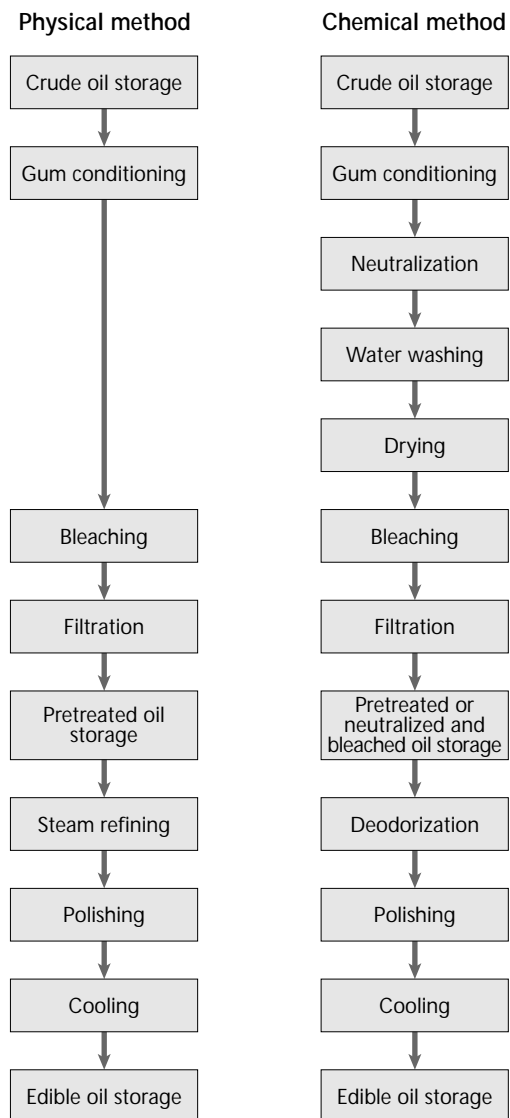 Physical method
Crude oil storage
Gum conditioning
Bleaching
Filtration
Pretreated oil
storage
Steam refining
Polishing
Cooling
Edible oil storage
Chemical method
Crude oil storage
Gum conditioning
Neutralization
Water washing
Drying
Bleaching
Filtration
Pretreated or
neutralized and
bleached oil storage
Deodorization
Polishing
Cooling
Edible oil storage